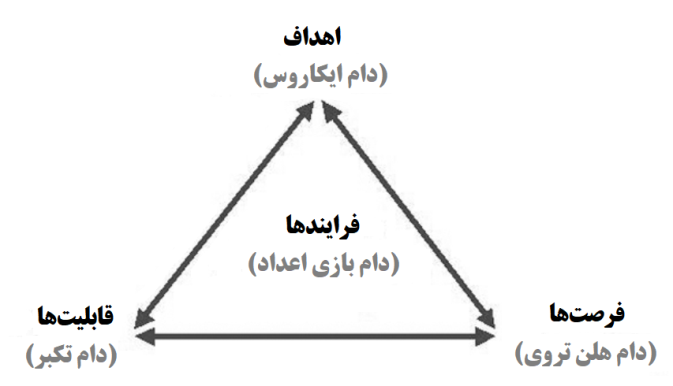 اهداف
(دام ایکاروس)
فرایندها
(دام بازی اعداد)
فرصت‌ها
(دام هلن تروی)
قابلیت‌ها
(دام تکبر)